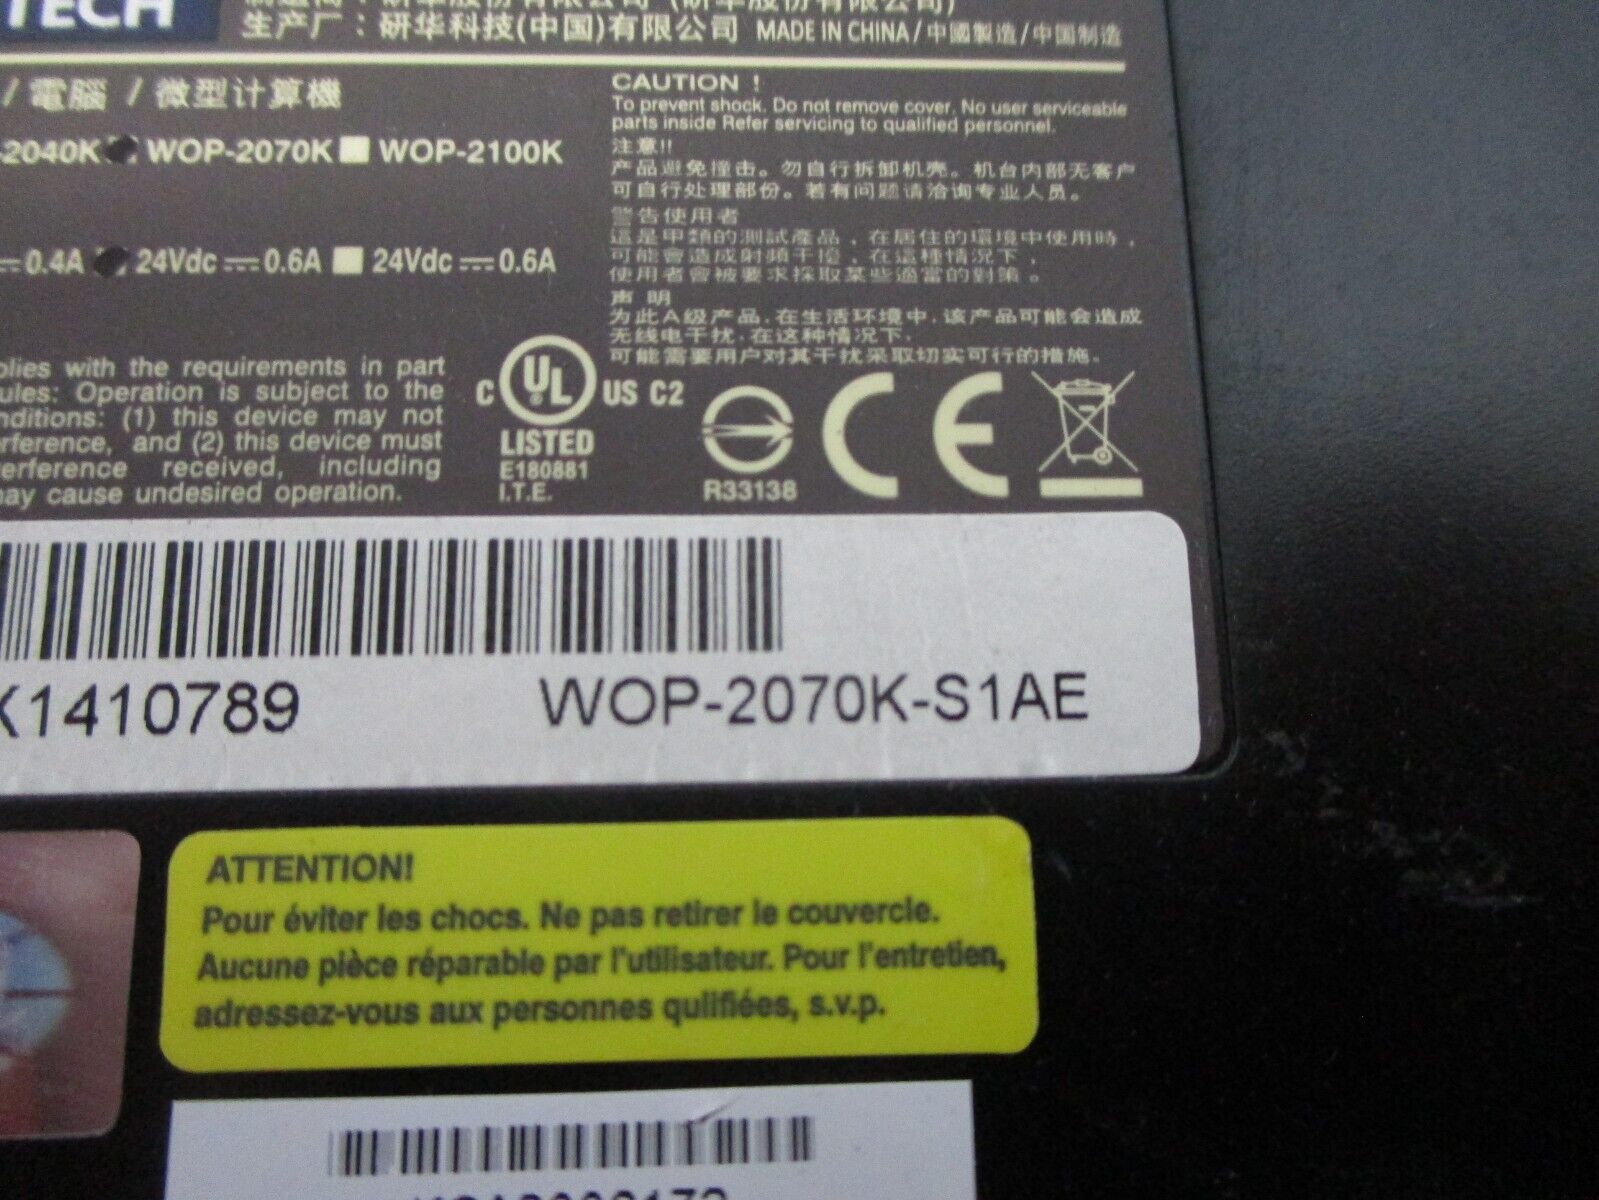 TECH
生产厂：研华科技(中国)有限公司 MADE IN CHINA/中國製造/中国制造
/ 電腦 / 微型计算機
-2040K WOP-2070K WOP-2100K
0.4A 24Vdc 0.6A 24Vdc 0.6A
CAUTION !
To prevent shock. Do not remove cover. No user serviceable
parts inside Refer servicing to qualified personnel.
注意!!
产品避免撞击。勿自行拆卸机壳。机台内部无客户
可自行处理部份。若有问题请洽询专业人员。
警告使用者
這是甲類的測試產品，在居住的環境中使用時，
可能會造成射頻干擾，在這種情況下，
使用者會被要求採取某些適當的對策。
声 明
为此A级产品,在生活环境中,该产品可能会造成
无线电干扰,在这种情况下,
可能需要用户对其干扰采取切实可行的措施.
plies with the requirements in part
ules: Operation is subject to the
nditions: (1) this device may not
rference, and (2) this device must
terference received, including
may cause undesired operation.
C UL US C2
LISTED
E180881
I.T.E.
R33138
CE
X1410789 WOP-2070K-S1AE
ATTENTION!
Pour éviter les chocs. Ne pas retirer le couvercle.
Aucune pièce réparable par l'utilisateur. Pour l'entretien,
adressez-vous aux personnes qulifiées, s.v.p.